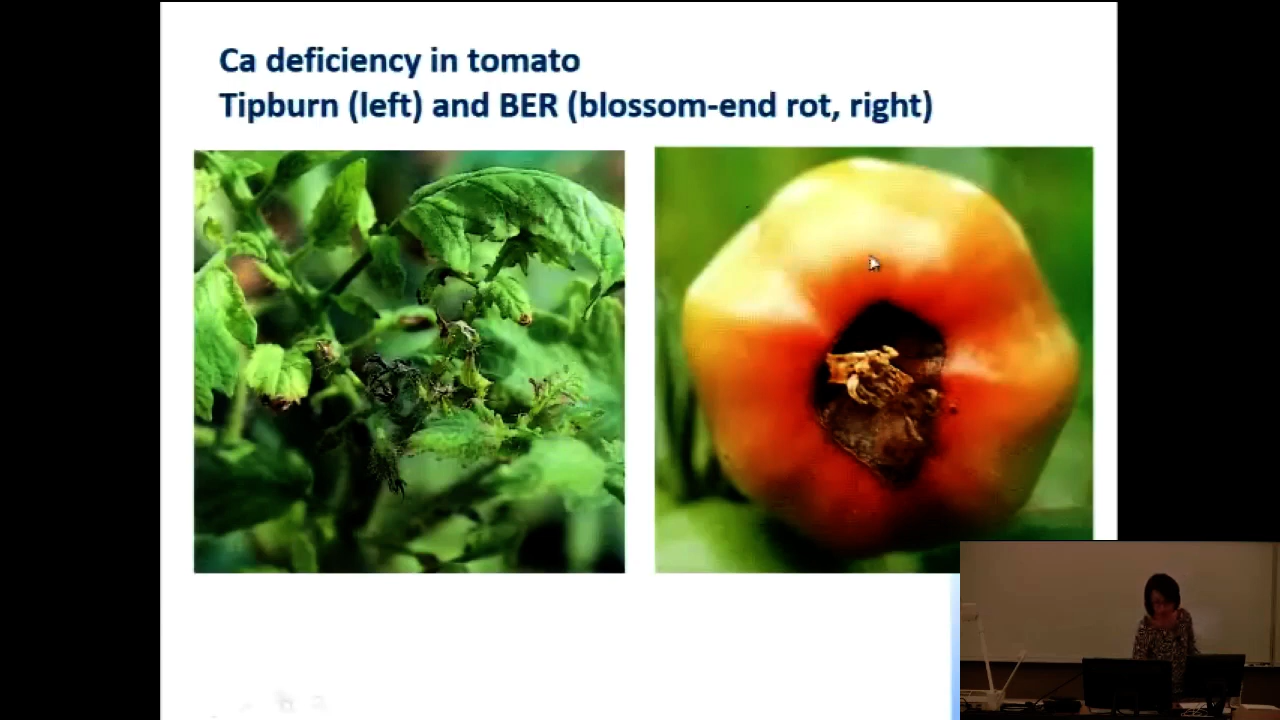 Ca deficiency in tomato
Tipburn (left) and BER (blossom-end rot, right)